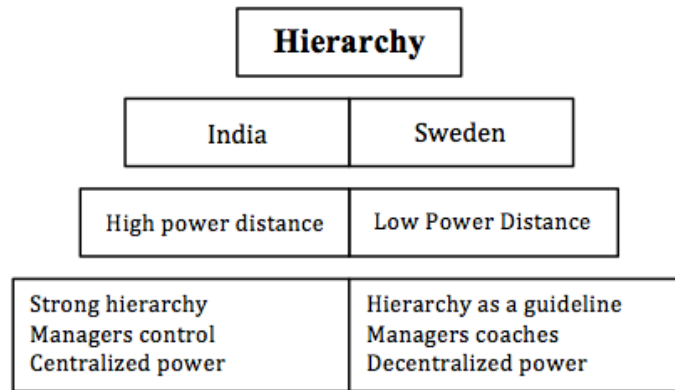 Hierarchy
India
Sweden
High power distance
Low Power Distance
Strong hierarchy
Managers control
Centralized power
Hierarchy as a guideline
Managers coaches
Decentralized power